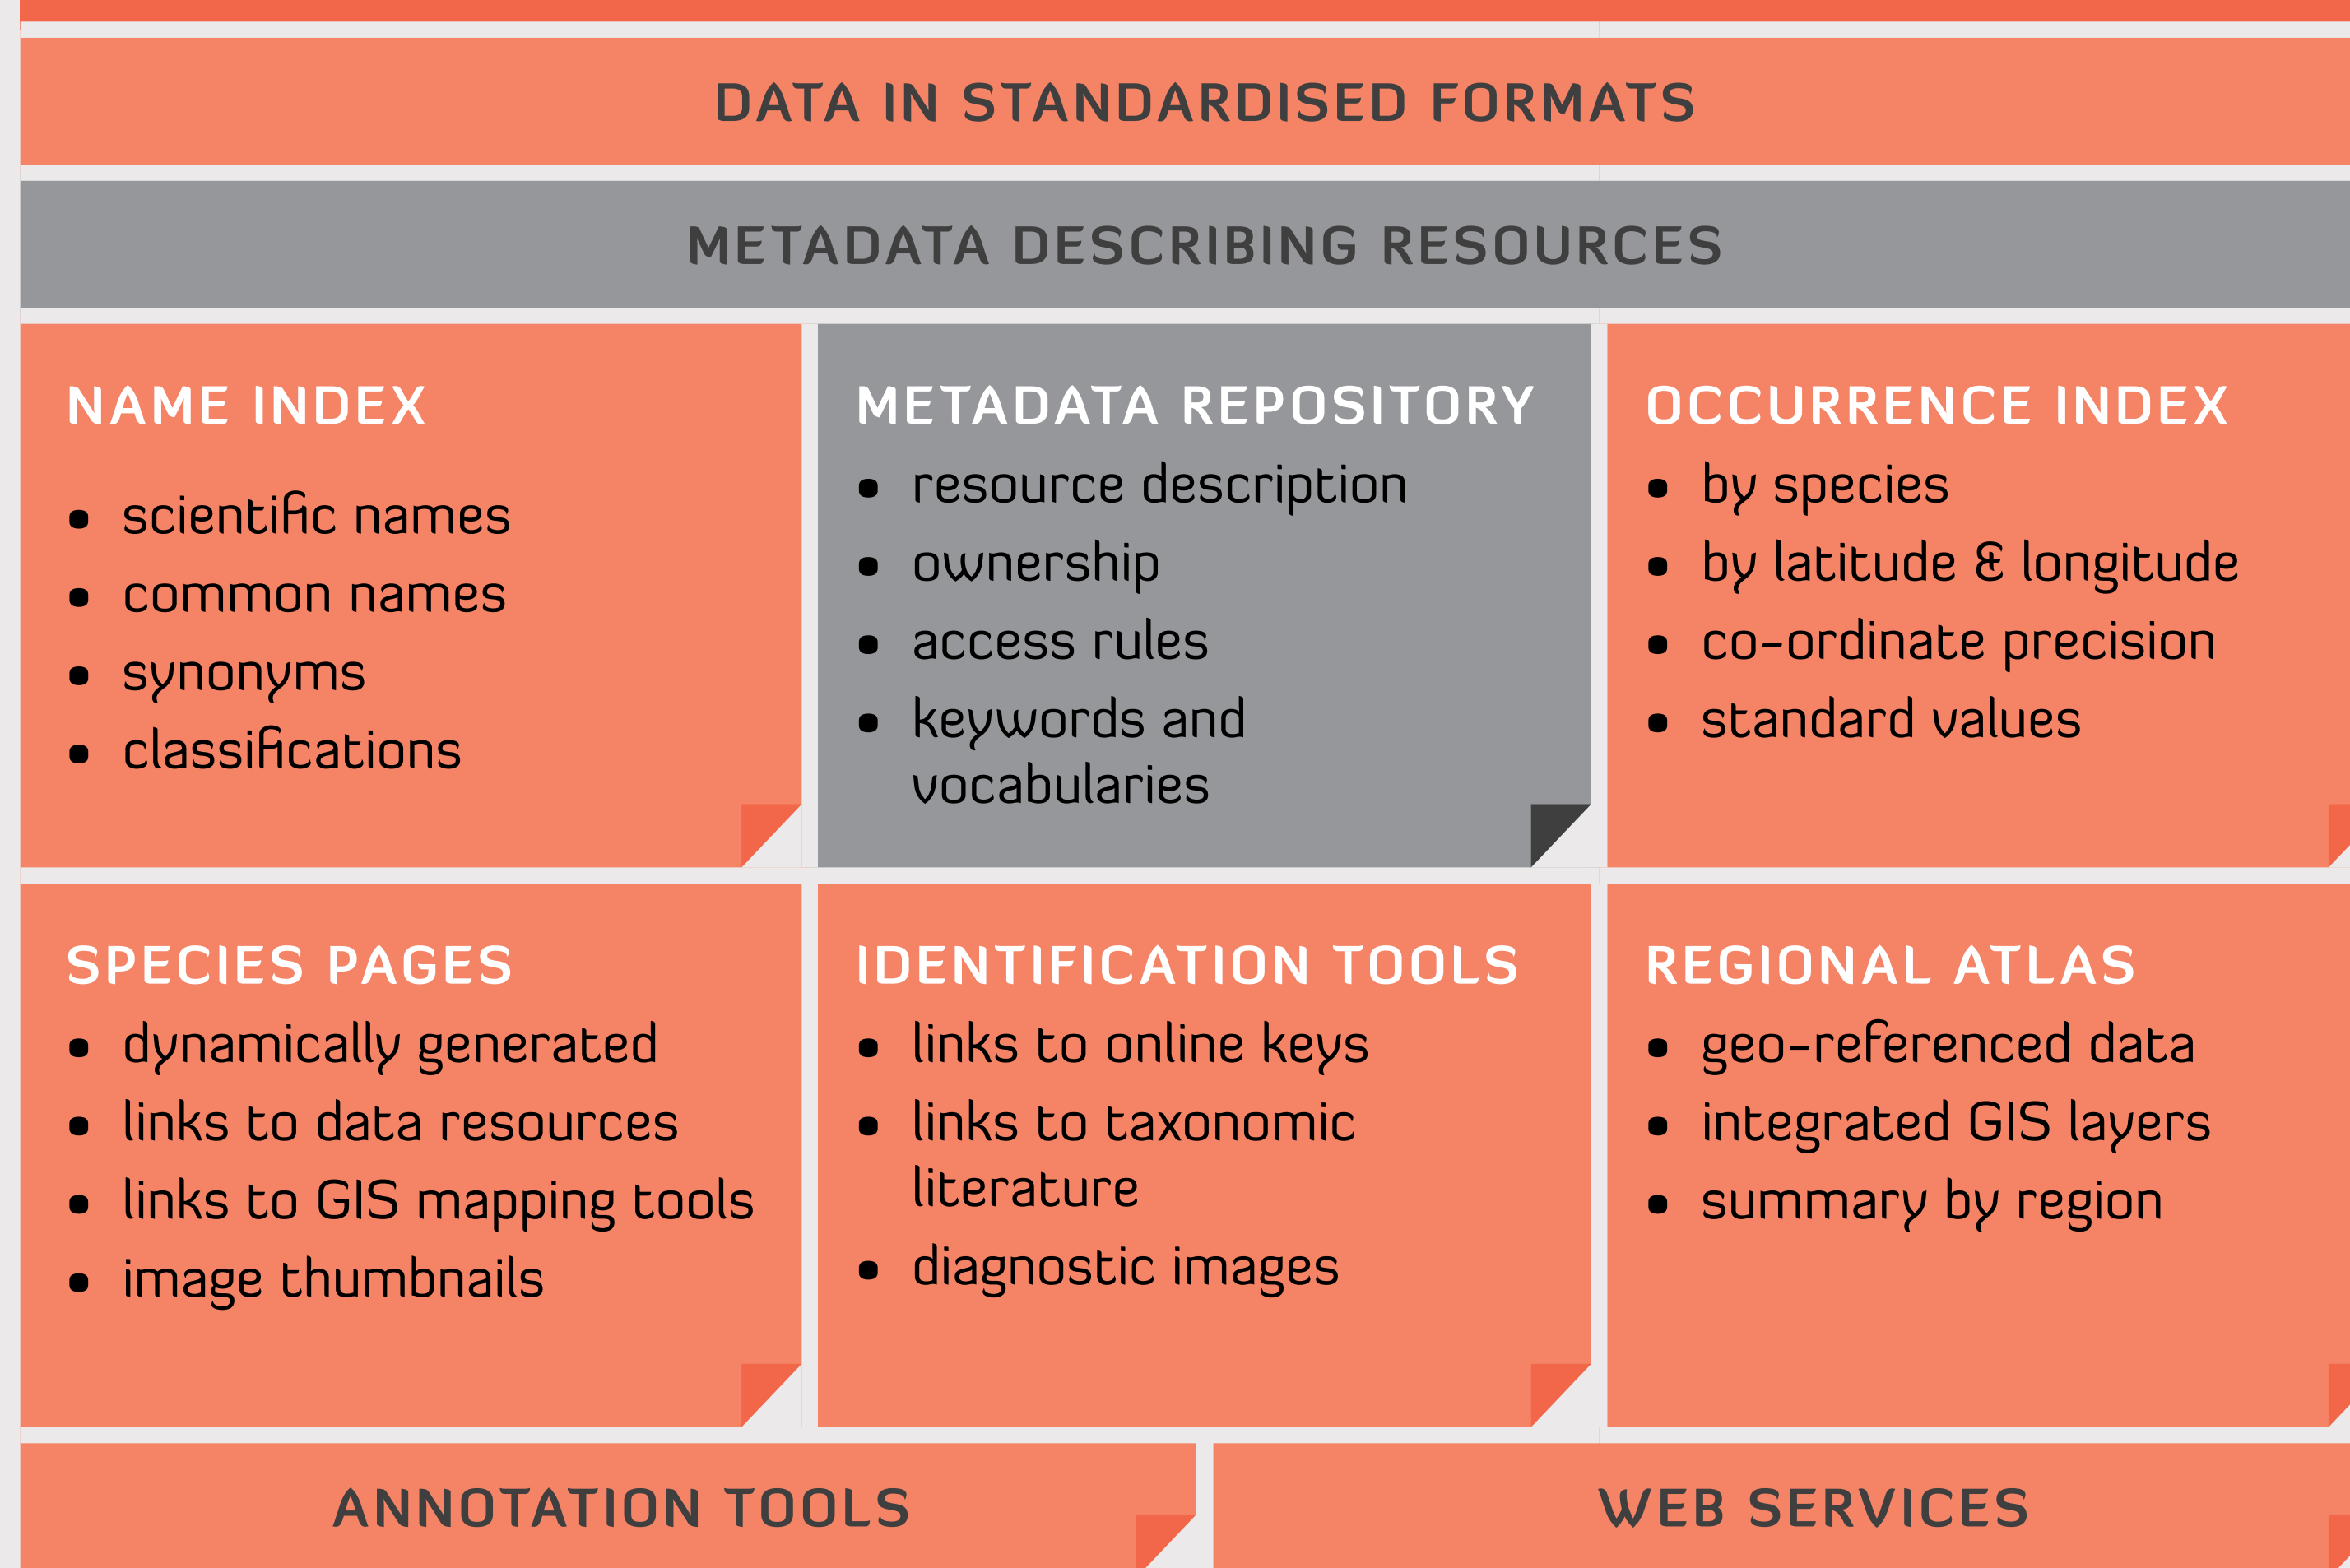 DATA IN STANDARDISED FORMATS
METADATA DESCRIBING RESOURCES
NAME INDEX
• scientific names
• common names
• synonyms
• classifications
METADATA REPOSITORY
• resource description
• ownership
• access rules
• keywords and
vocabularies
OCCURRENCE INDEX
• by species
• by latitude & longitude
• co-ordinate precision
• standard values
SPECIES PAGES
• dynamically generated
• links to data resources
• links to GIS mapping tools
• image thumbnails
IDENTIFICATION TOOLS
• links to online keys
• links to taxonomic
literature
• diagnostic images
REGIONAL ATLAS
• geo-referenced data
• integrated GIS layers
• summary by region
ANNOTATION TOOLS
WEB SERVICES